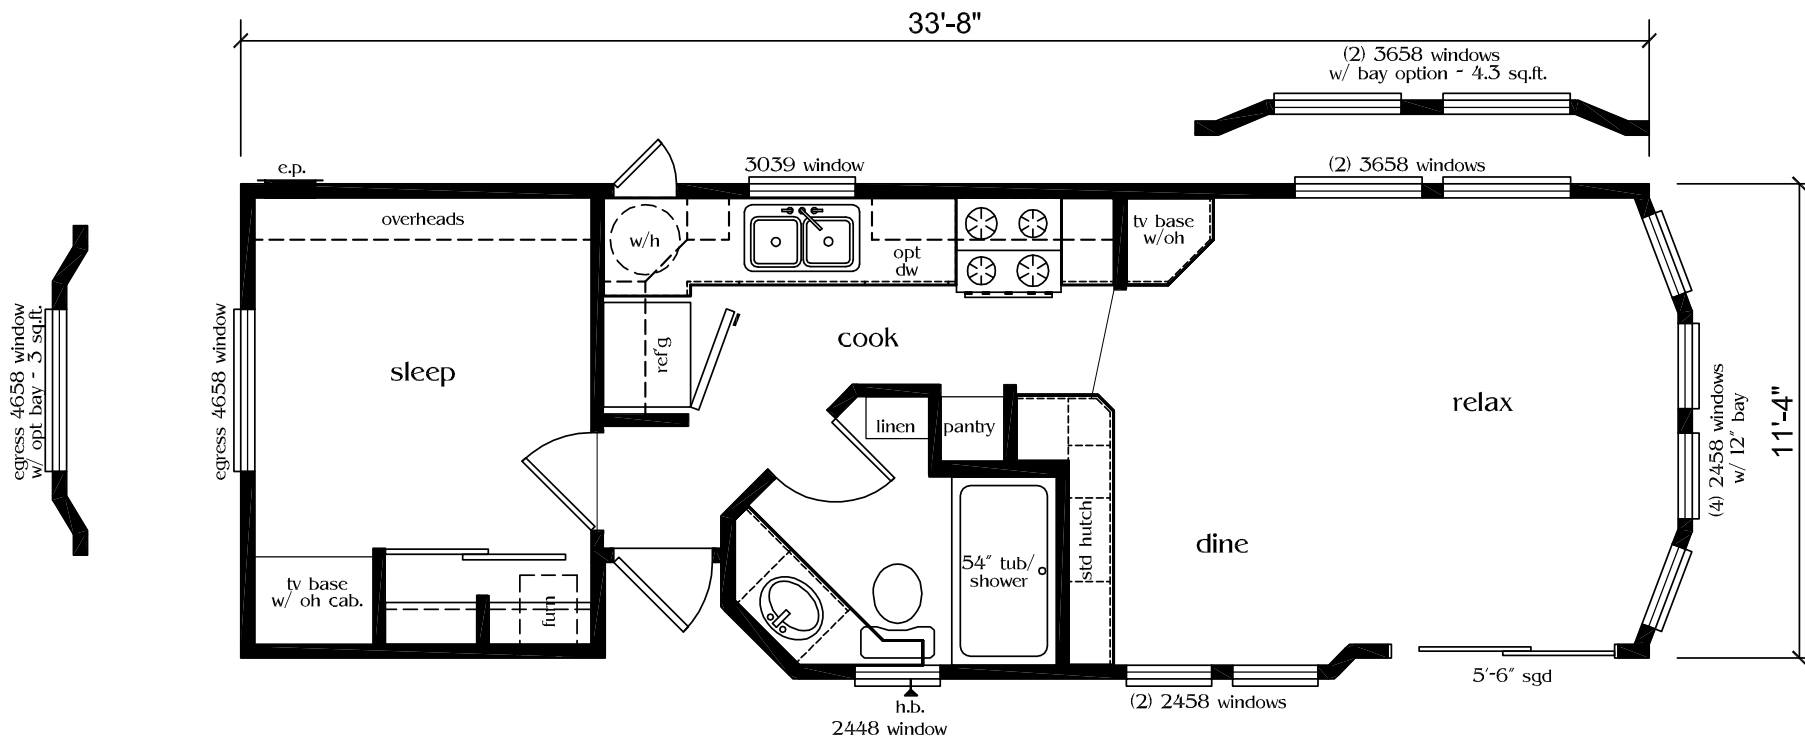 33'-8"
(2) 3658 windows
w/ bay option - 4.3 sq.ft.
e.p.
3039 window
(2) 3658 windows
overheads
w/h
opt
dw
tv base
w/oh
egress 4658 window
w/ opt bay - 3 sq.ft.
egress 4658 window
sleep
ref'g
cook
relax
linen
pantry
(4) 2458 windows
w/ 12" bay
11'-4"
std hutch
dine
54" tub/
shower
tv base
w/ oh cab.
furn
5'-6" sgd
h.b.
2448 window
(2) 2458 windows